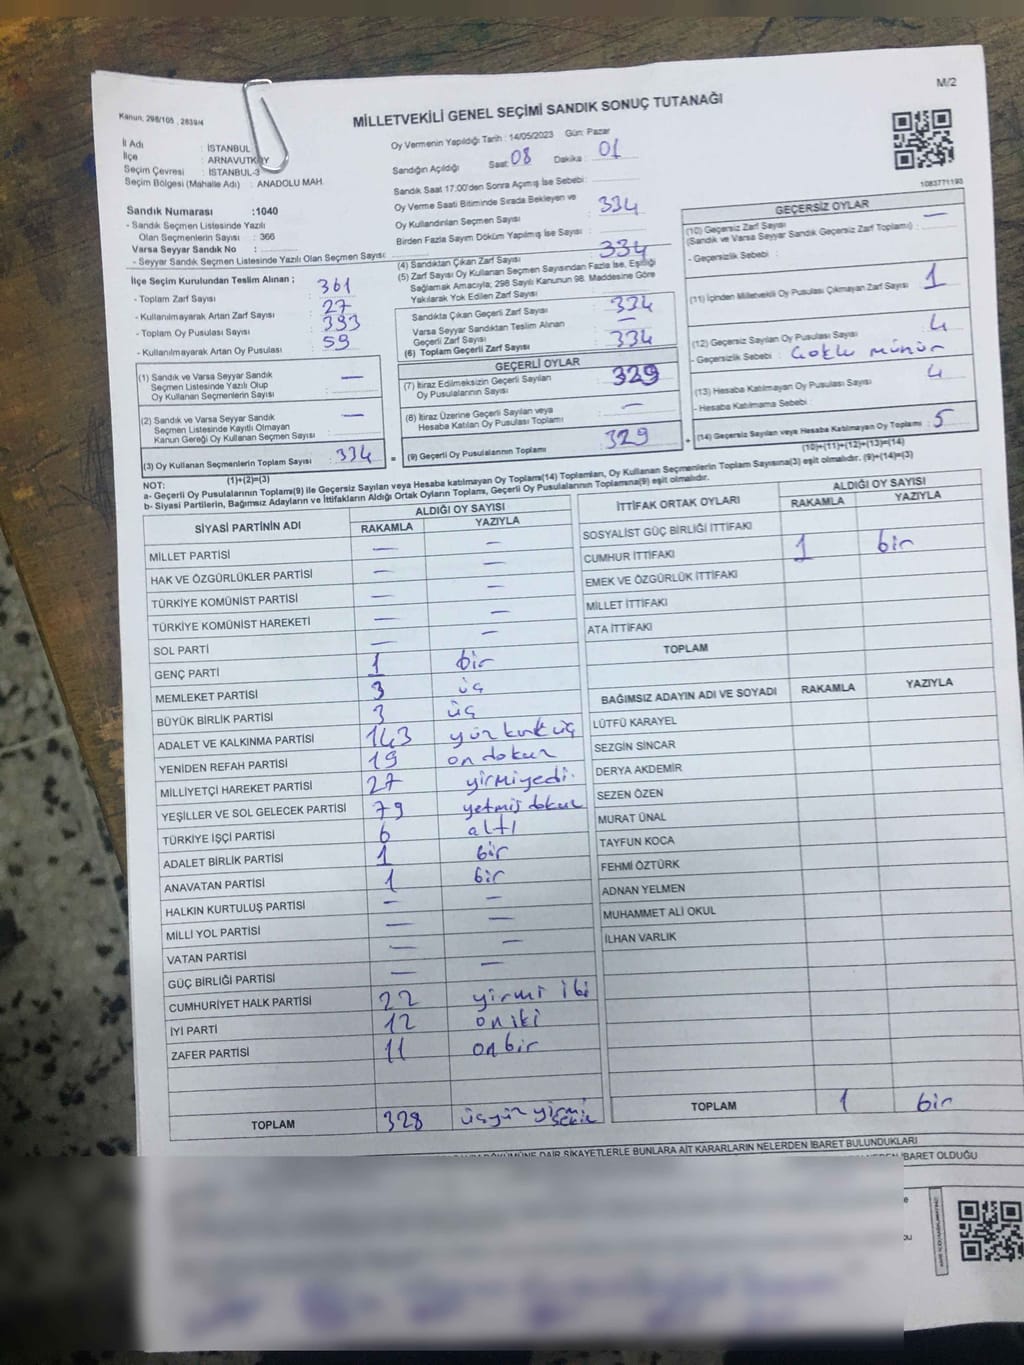 M/2
Kanun: 298/105 , 2839/4
MİLLETVEKİLİ GENEL SEÇİMİ SANDIK SONUÇ TUTANAĞI
İl Adı : İSTANBUL
İlçe : ARNAVUTKÖY
Seçim Çevresi : İSTANBUL-3
Seçim Bölgesi (Mahalle Adı) : ANADOLU MAH.
Oy Vermenin Yapıldığı Tarih : 14/05/2023 Gün: Pazar
Sandığın Açıldığı Saat: 08 Dakika : 01
Sandık Saat 17:00'den Sonra Açılmış İse Sebebi:
Oy Verme Saati Bitiminde Sırada Bekleyen ve
Oy Kullandırılan Seçmen Sayısı : 334
Birden Fazla Sayım Döküm Yapılmış İse Sayısı :
1083771193
Sandık Numarası :1040
- Sandık Seçmen Listesinde Yazılı
Olan Seçmenlerin Sayısı : 366
Varsa Seyyar Sandık No :
- Seyyar Sandık Seçmen Listesinde Yazılı Olan Seçmen Sayısı:
İlçe Seçim Kurulundan Teslim Alınan ;
- Toplam Zarf Sayısı : 361
- Kullanılmayarak Artan Zarf Sayısı : 27
- Toplam Oy Pusulası Sayısı : 393
- Kullanılmayarak Artan Oy Pusulası : 59
(1) Sandık ve Varsa Seyyar Sandık
Seçmen Listesinde Yazılı Olup
Oy Kullanan Seçmenlerin Sayısı : —
(2) Sandık ve Varsa Seyyar Sandık
Seçmen Listesinde Kayıtlı Olmayan
Kanun Gereği Oy Kullanan Seçmen Sayısı : —
(3) Oy Kullanan Seçmenlerin Toplam Sayısı : 334
(1)+(2)=(3)
(4) Sandıktan Çıkan Zarf Sayısı : 334
(5) Zarf Sayısı Oy Kullanan Seçmen Sayısından Fazla İse, Eşitliği
Sağlamak Amacıyla; 298 Sayılı Kanunun 98. Maddesine Göre
Yakılarak Yok Edilen Zarf Sayısı
Sandıkta Çıkan Geçerli Zarf Sayısı : 334
Varsa Seyyar Sandıktan Teslim Alınan
Geçerli Zarf Sayısı : —
(6) Toplam Geçerli Zarf Sayısı : 334
GEÇERLİ OYLAR
(7) İtiraz Edilmeksizin Geçerli Sayılan
Oy Pusulalarının Sayısı : 329
(8) İtiraz Üzerine Geçerli Sayılan veya
Hesaba Katılan Oy Pusulası Toplamı : —
(9) Geçerli Oy Pusulalarının Toplamı : 329
GEÇERSİZ OYLAR
(10) Geçersiz Zarf Sayısı
(Sandık ve Varsa Seyyar Sandık Geçersiz Zarf Toplamı) : —
- Geçersizlik Sebebi :
(11) İçinden Milletvekili Oy Pusulası Çıkmayan Zarf Sayısı : 1
(12) Geçersiz Sayılan Oy Pusulası Sayısı : 4
- Geçersizlik Sebebi :
(13) Hesaba Katılmayan Oy Pusulası Sayısı : 4
- Hesaba Katılmama Sebebi :
(14) Geçersiz Sayılan veya Hesaba Katılmayan Oy Toplamı : 5
(10)+(11)+(12)+(13)=(14)
NOT:
a- Geçerli Oy Pusulalarının Toplamı(9) ile Geçersiz Sayılan veya Hesaba katılmayan Oy Toplamı(14) Toplamları, Oy Kullanan Seçmenlerin Toplam Sayısına(3) eşit olmalıdır. (9)+(14)=(3)
b- Siyasi Partilerin, Bağımsız Adayların ve İttifakların Aldığı Ortak Oyların Toplamı, Geçerli Oy Pusulalarının Toplamına(9) eşit olmalıdır.
SİYASİ PARTİNİN ADI ALDIĞI OY SAYISI
RAKAMLA YAZIYLA
MİLLET PARTİSİ — —
HAK VE ÖZGÜRLÜKLER PARTİSİ — —
TÜRKİYE KOMÜNİST PARTİSİ — —
TÜRKİYE KOMÜNİST HAREKETİ — —
SOL PARTİ — —
GENÇ PARTİ 1 bir
MEMLEKET PARTİSİ 3 üç
BÜYÜK BİRLİK PARTİSİ 3 üç
ADALET VE KALKINMA PARTİSİ 143 yüz kırk üç
YENİDEN REFAH PARTİSİ 19 on dokuz
MİLLİYETÇİ HAREKET PARTİSİ 27 yirmiyedi.
YEŞİLLER VE SOL GELECEK PARTİSİ 79 yetmiş dokuz
TÜRKİYE İŞÇİ PARTİSİ 6 altı
ADALET BİRLİK PARTİSİ 1 bir
ANAVATAN PARTİSİ 1 bir
HALKIN KURTULUŞ PARTİSİ — —
MİLLİ YOL PARTİSİ — —
VATAN PARTİSİ — —
GÜÇ BİRLİĞİ PARTİSİ — —
CUMHURİYET HALK PARTİSİ 22 yirmi iki
İYİ PARTİ 12 on iki
ZAFER PARTİSİ 11 on bir
TOPLAM 328 üçyüz yirmi sekiz
İTTİFAK ORTAK OYLARI ALDIĞI OY SAYISI
RAKAMLA YAZIYLA
SOSYALİST GÜÇ BİRLİĞİ İTTİFAKI
CUMHUR İTTİFAKI 1 bir
EMEK VE ÖZGÜRLÜK İTTİFAKI
MİLLET İTTİFAKI
ATA İTTİFAKI
TOPLAM
BAĞIMSIZ ADAYIN ADI VE SOYADI RAKAMLA YAZIYLA
LÜTFÜ KARAYEL
SEZGİN SİNCAR
DERYA AKDEMİR
SEZEN ÖZEN
MURAT ÜNAL
TAYFUN KOCA
FEHMİ ÖZTÜRK
ADNAN YELMEN
MUHAMMET ALİ OKUL
İLHAN VARLIK
TOPLAM 1 bir
DAİR ŞİKAYETLERLE BUNLARA AİT KARARLARIN NELERDEN İBARET BULUNDUKLARI
İBARET OLDUĞU